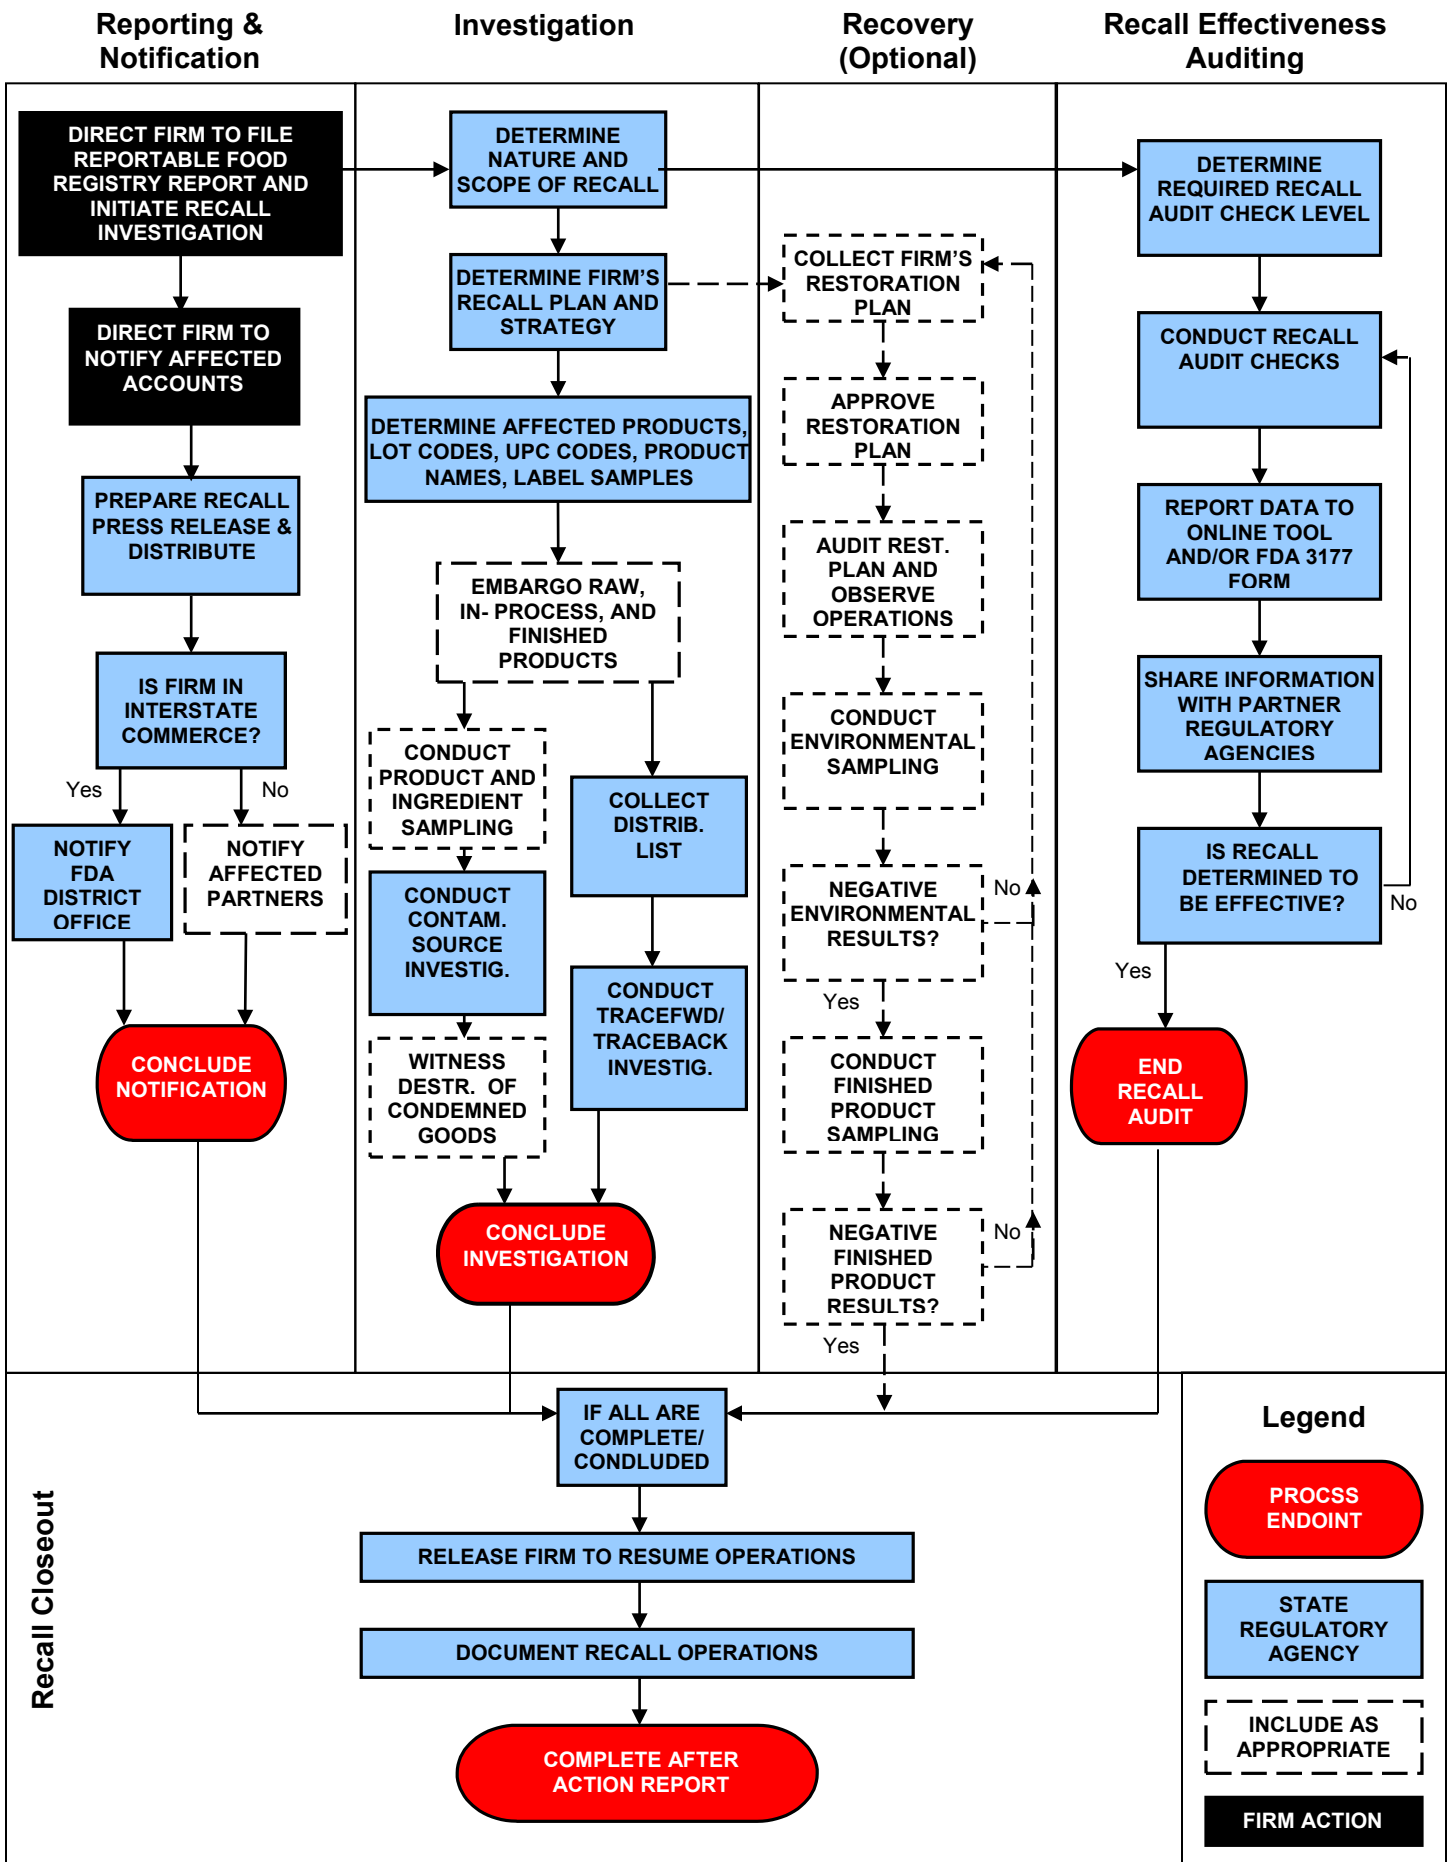 Reporting &
Notification
Investigation
Recovery
(Optional)
Recall Effectiveness
Auditing
DIRECT FIRM TO FILE
REPORTABLE FOOD
REGISTRY REPORT AND
INITIATE RECALL
INVESTIGATION
DIRECT FIRM TO
NOTIFY AFFECTED
ACCOUNTS
PREPARE RECALL
PRESS RELEASE &
DISTRIBUTE
IS FIRM IN
INTERSTATE
COMMERCE?
Yes
No
NOTIFY
FDA
DISTRICT
OFFICE
NOTIFY
AFFECTED
PARTNERS
CONCLUDE
NOTIFICATION
DETERMINE
NATURE AND
SCOPE OF RECALL
DETERMINE FIRM'S
RECALL PLAN AND
STRATEGY
DETERMINE AFFECTED PRODUCTS,
LOT CODES, UPC CODES, PRODUCT
NAMES, LABEL SAMPLES
EMBARGO RAW,
IN- PROCESS, AND
FINISHED
PRODUCTS
CONDUCT
PRODUCT AND
INGREDIENT
SAMPLING
COLLECT
DISTRIB.
LIST
CONDUCT
CONTAM.
SOURCE
INVESTIG.
CONDUCT
TRACEFWD/
TRACEBACK
INVESTIG.
WITNESS
DESTR. OF
CONDEMNED
GOODS
CONCLUDE
INVESTIGATION
COLLECT FIRM'S
RESTORATION
PLAN
APPROVE
RESTORATION
PLAN
AUDIT REST.
PLAN AND
OBSERVE
OPERATIONS
CONDUCT
ENVIRONMENTAL
SAMPLING
NEGATIVE
ENVIRONMENTAL
RESULTS?
No
Yes
CONDUCT
FINISHED
PRODUCT
SAMPLING
NEGATIVE
FINISHED
PRODUCT
RESULTS?
No
Yes
DETERMINE
REQUIRED RECALL
AUDIT CHECK LEVEL
CONDUCT RECALL
AUDIT CHECKS
REPORT DATA TO
ONLINE TOOL
AND/OR FDA 3177
FORM
SHARE INFORMATION
WITH PARTNER
REGULATORY
AGENCIES
IS RECALL
DETERMINED TO
BE EFFECTIVE?
No
Yes
END
RECALL
AUDIT
Recall Closeout
IF ALL ARE
COMPLETE/
CONDLUDED
RELEASE FIRM TO RESUME OPERATIONS
DOCUMENT RECALL OPERATIONS
COMPLETE AFTER
ACTION REPORT
Legend
PROCSS
ENDOINT
STATE
REGULATORY
AGENCY
INCLUDE AS
APPROPRIATE
FIRM ACTION